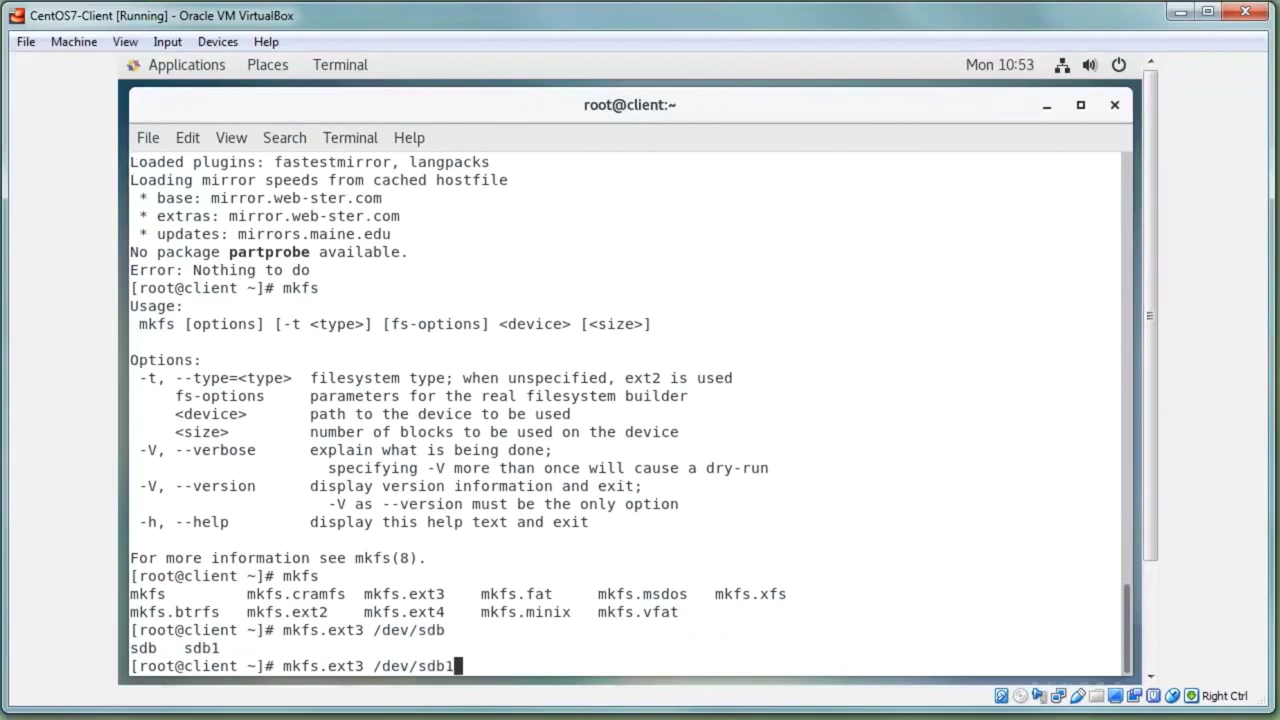 CentOS7-Client [Running] - Oracle VM VirtualBox
File Machine View Input Devices Help
Applications Places Terminal Mon 10:53
root@client:~
File Edit View Search Terminal Help
Loaded plugins: fastestmirror, langpacks
Loading mirror speeds from cached hostfile
 * base: mirror.web-ster.com
 * extras: mirror.web-ster.com
 * updates: mirrors.maine.edu
No package partprobe available.
Error: Nothing to do
[root@client ~]# mkfs
Usage:
 mkfs [options] [-t <type>] [fs-options] <device> [<size>]
Options:
 -t, --type=<type>  filesystem type; when unspecified, ext2 is used
     fs-options     parameters for the real filesystem builder
     <device>       path to the device to be used
     <size>         number of blocks to be used on the device
 -V, --verbose      explain what is being done;
                      specifying -V more than once will cause a dry-run
 -V, --version      display version information and exit;
                      -V as --version must be the only option
 -h, --help         display this help text and exit
For more information see mkfs(8).
[root@client ~]# mkfs
mkfs         mkfs.cramfs  mkfs.ext3    mkfs.fat     mkfs.msdos   mkfs.xfs
mkfs.btrfs   mkfs.ext2    mkfs.ext4    mkfs.minix   mkfs.vfat
[root@client ~]# mkfs.ext3 /dev/sdb
sdb   sdb1
[root@client ~]# mkfs.ext3 /dev/sdb1
Right Ctrl